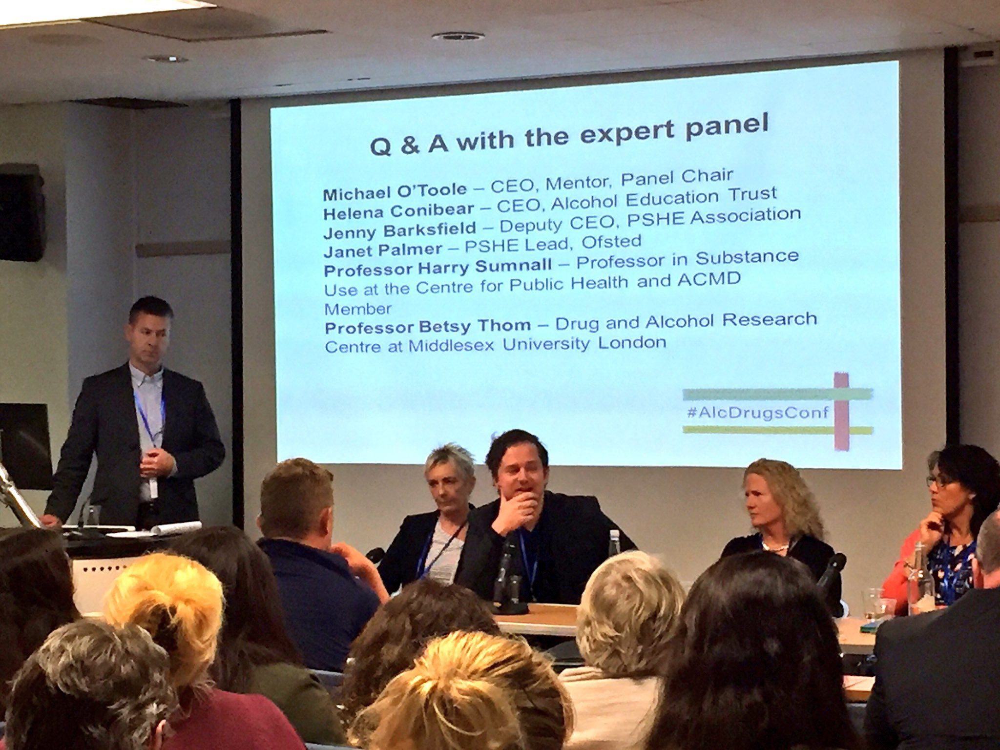 Q & A with the expert panel
Michael O'Toole – CEO, Mentor, Panel Chair
Helena Conibear – CEO, Alcohol Education Trust
Jenny Barksfield – Deputy CEO, PSHE Association
Janet Palmer – PSHE Lead, Ofsted
Professor Harry Sumnall – Professor in Substance
Use at the Centre for Public Health and ACMD
Member
Professor Betsy Thom – Drug and Alcohol Research
Centre at Middlesex University London
#AlcDrugsConf